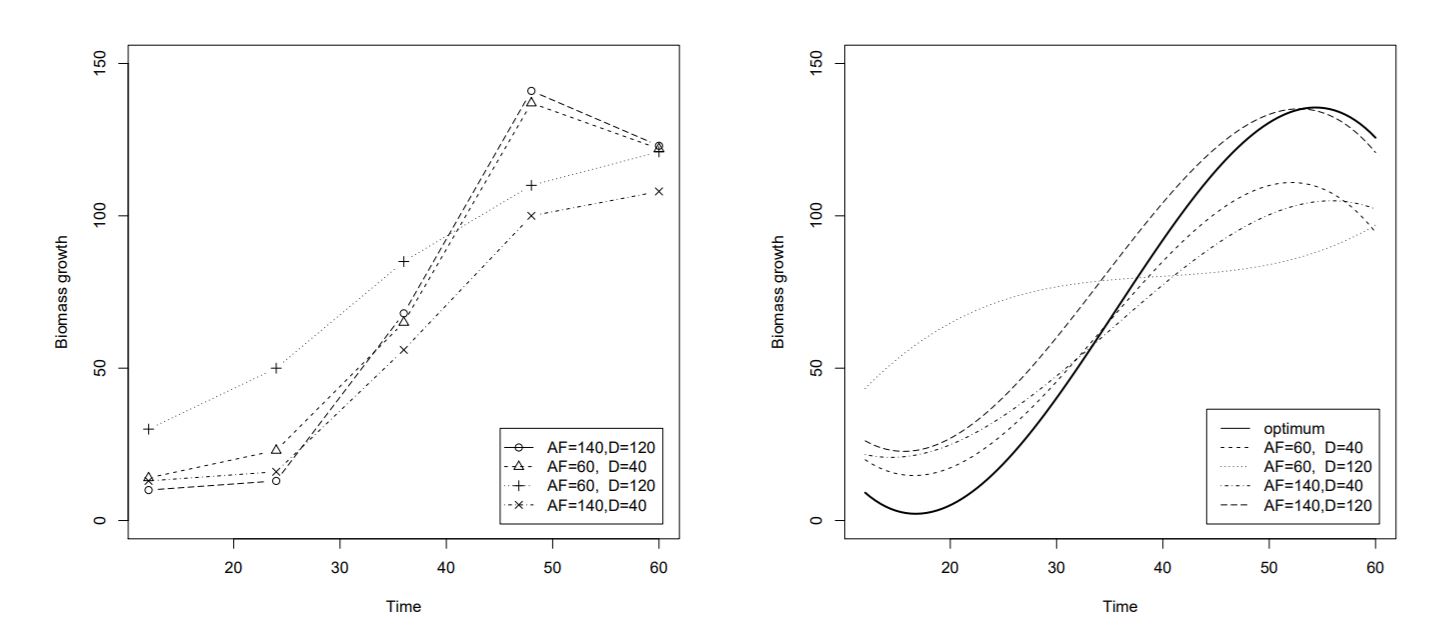 150
100
50
0
Biomass growth
20 30 40 50 60
Time
AF=140,D=120
AF=60, D=40
AF=60, D=120
AF=140,D=40
150
100
50
0
Biomass growth
20 30 40 50 60
Time
optimum
AF=60, D=40
AF=60, D=120
AF=140,D=40
AF=140,D=120